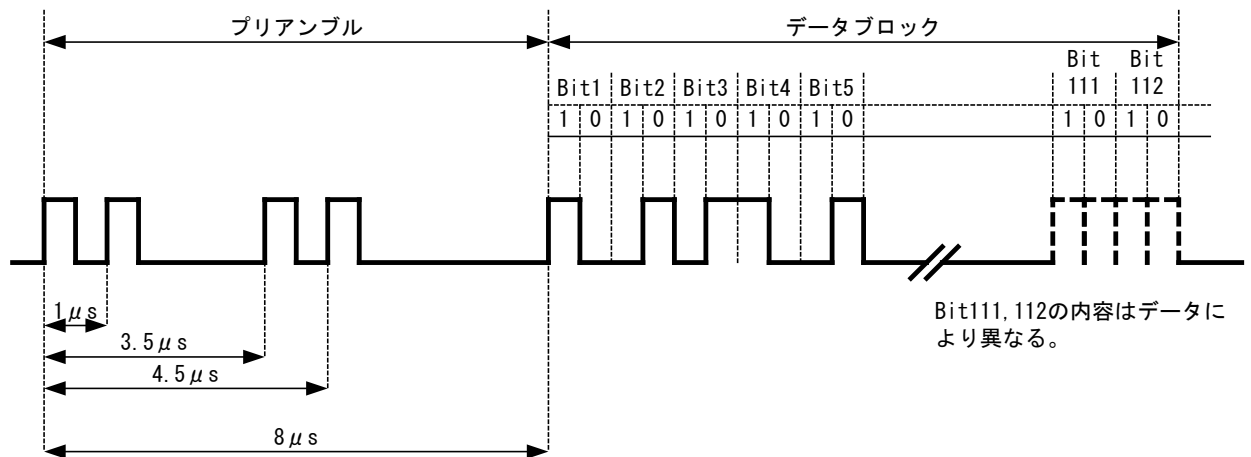 プリアンブル
データブロック
Bit1 Bit2 Bit3 Bit4 Bit5 Bit 111 Bit 112
1 0 1 0 1 0 1 0 1 0 1 0 1 0
1μs
3.5μs
4.5μs
8μs
Bit111,112の内容はデータに
より異なる。